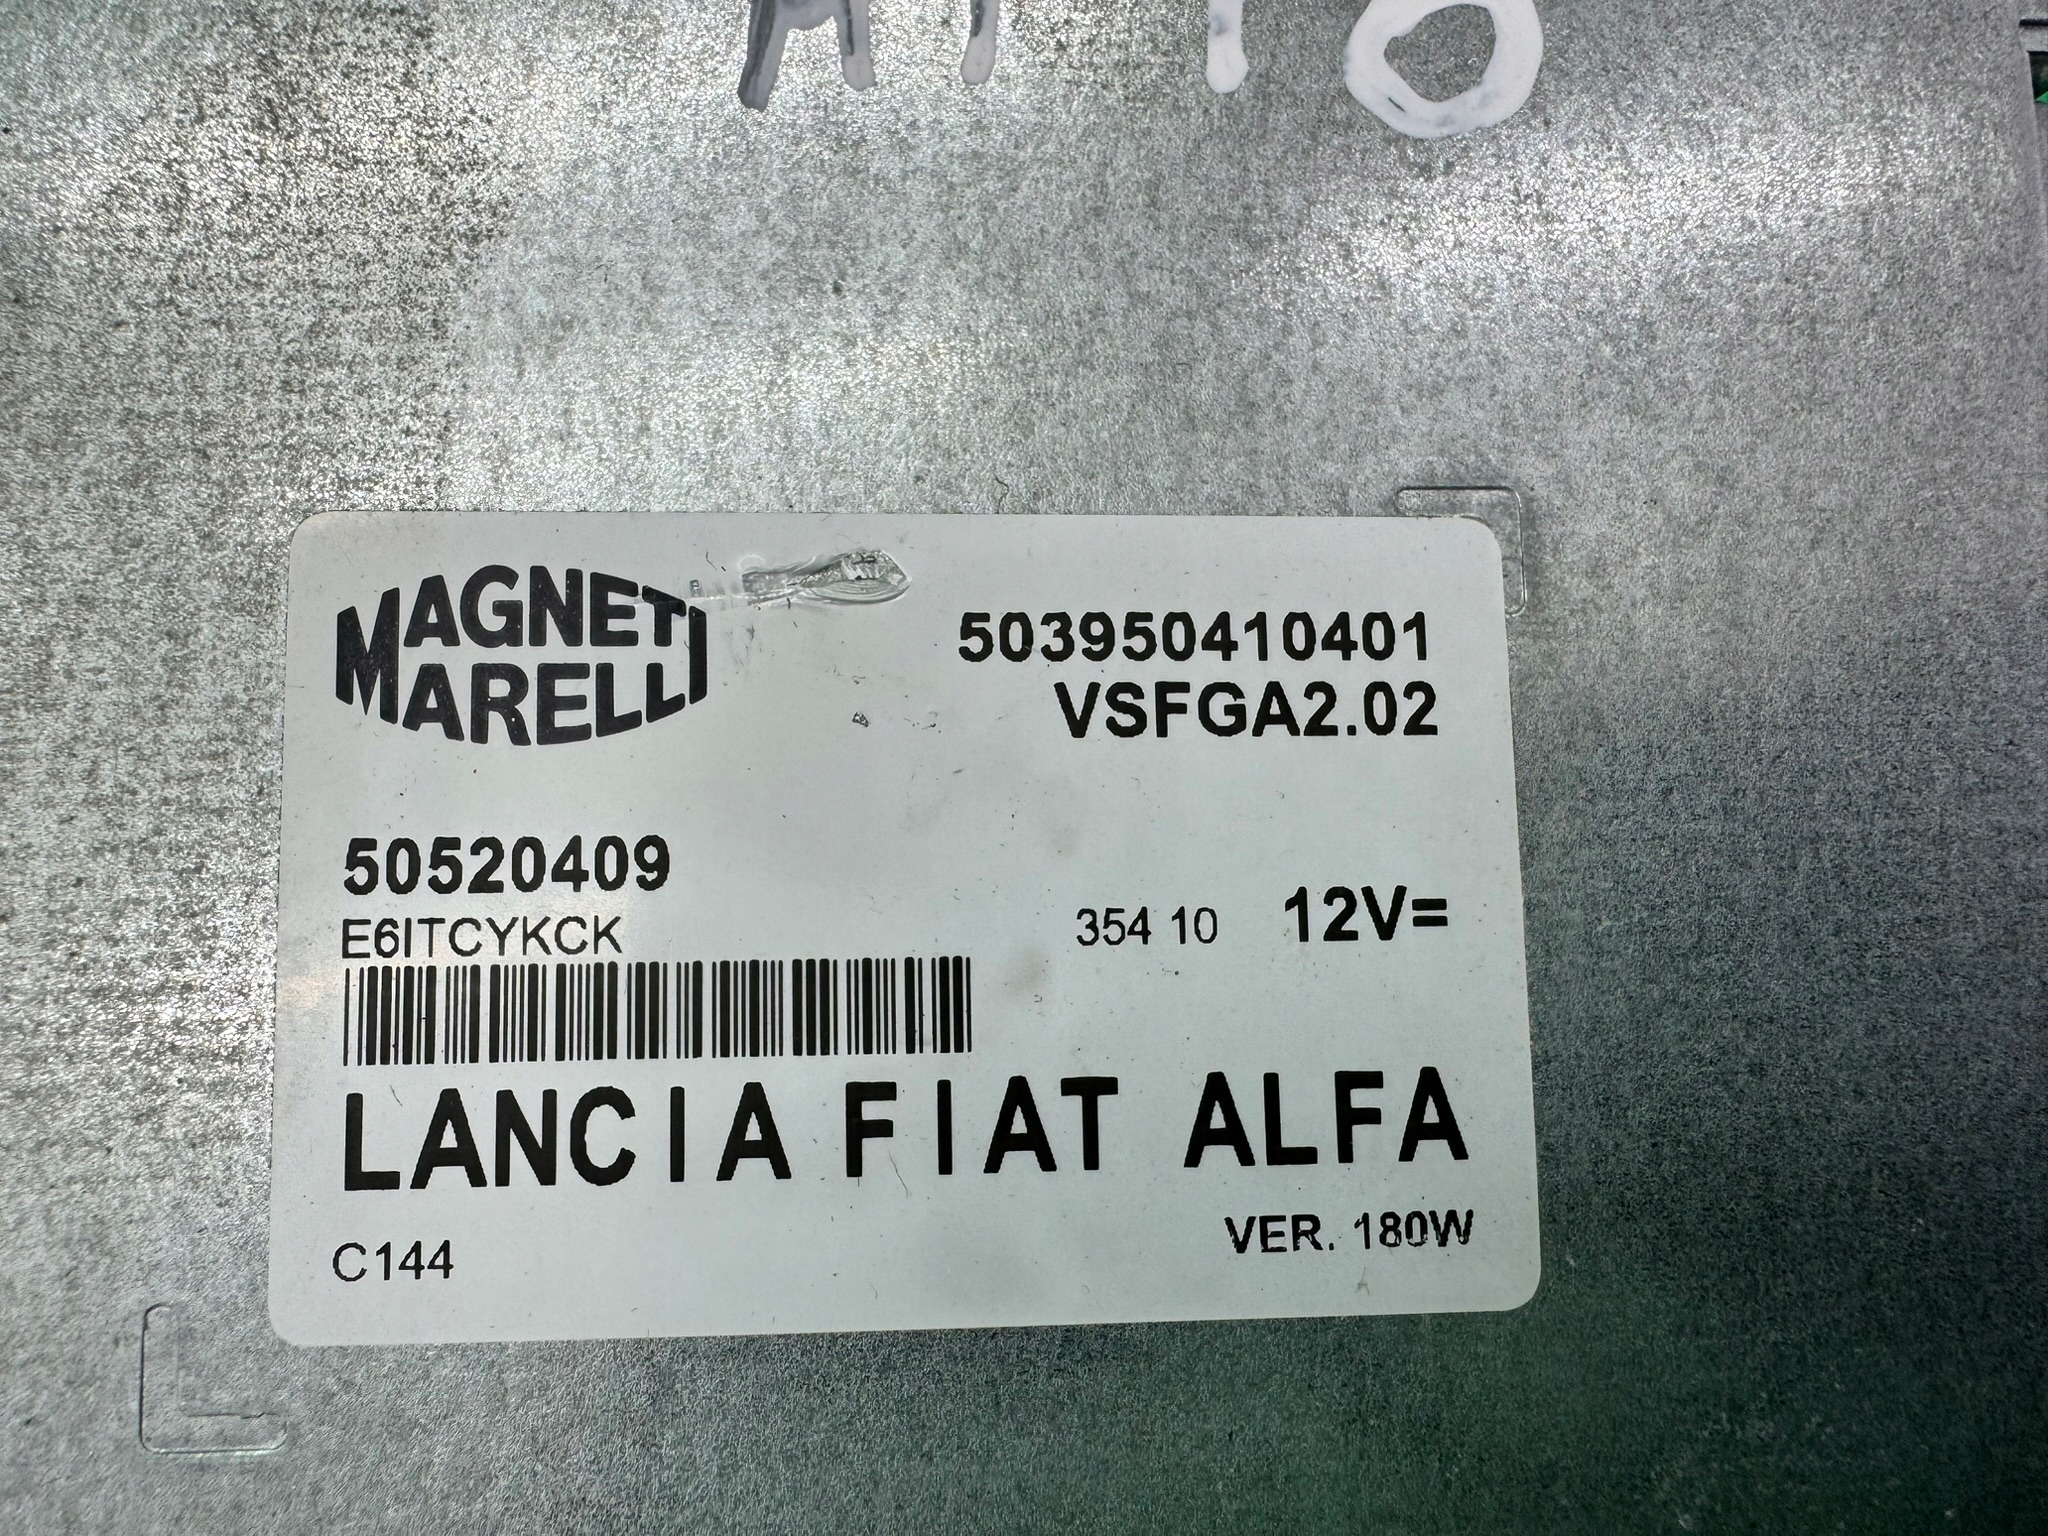 MAGNETI
MARELLI
503950410401
VSFGA2.02
50520409
E6ITCYKCK
354 10
12V=
LANCIA FIAT ALFA
C144
VER. 180W